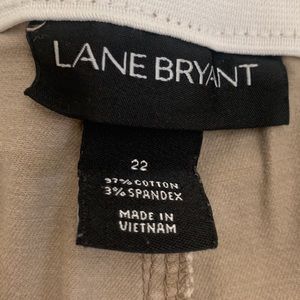 LANE BRYANT
22
97% COTTON
3% SPANDEX
MADE IN
VIETNAM